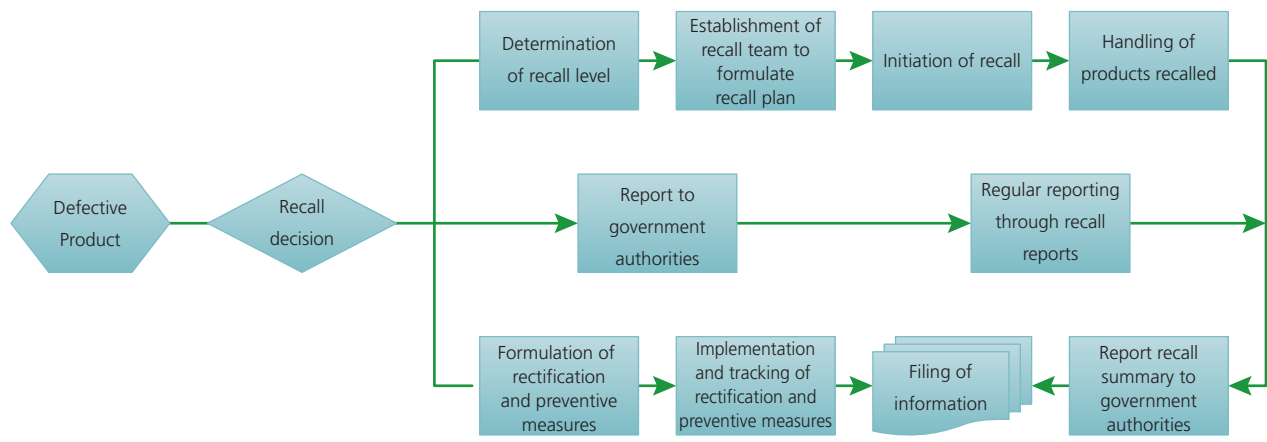 Defective
Product
Recall
decision
Determination
of recall level
Establishment of
recall team to
formulate
recall plan
Initiation of recall
Handling of
products recalled
Report to
government
authorities
Regular reporting
through recall
reports
Formulation of
rectification
and preventive
measures
Implementation
and tracking of
rectification and
preventive measures
Filing of
information
Report recall
summary to
government
authorities